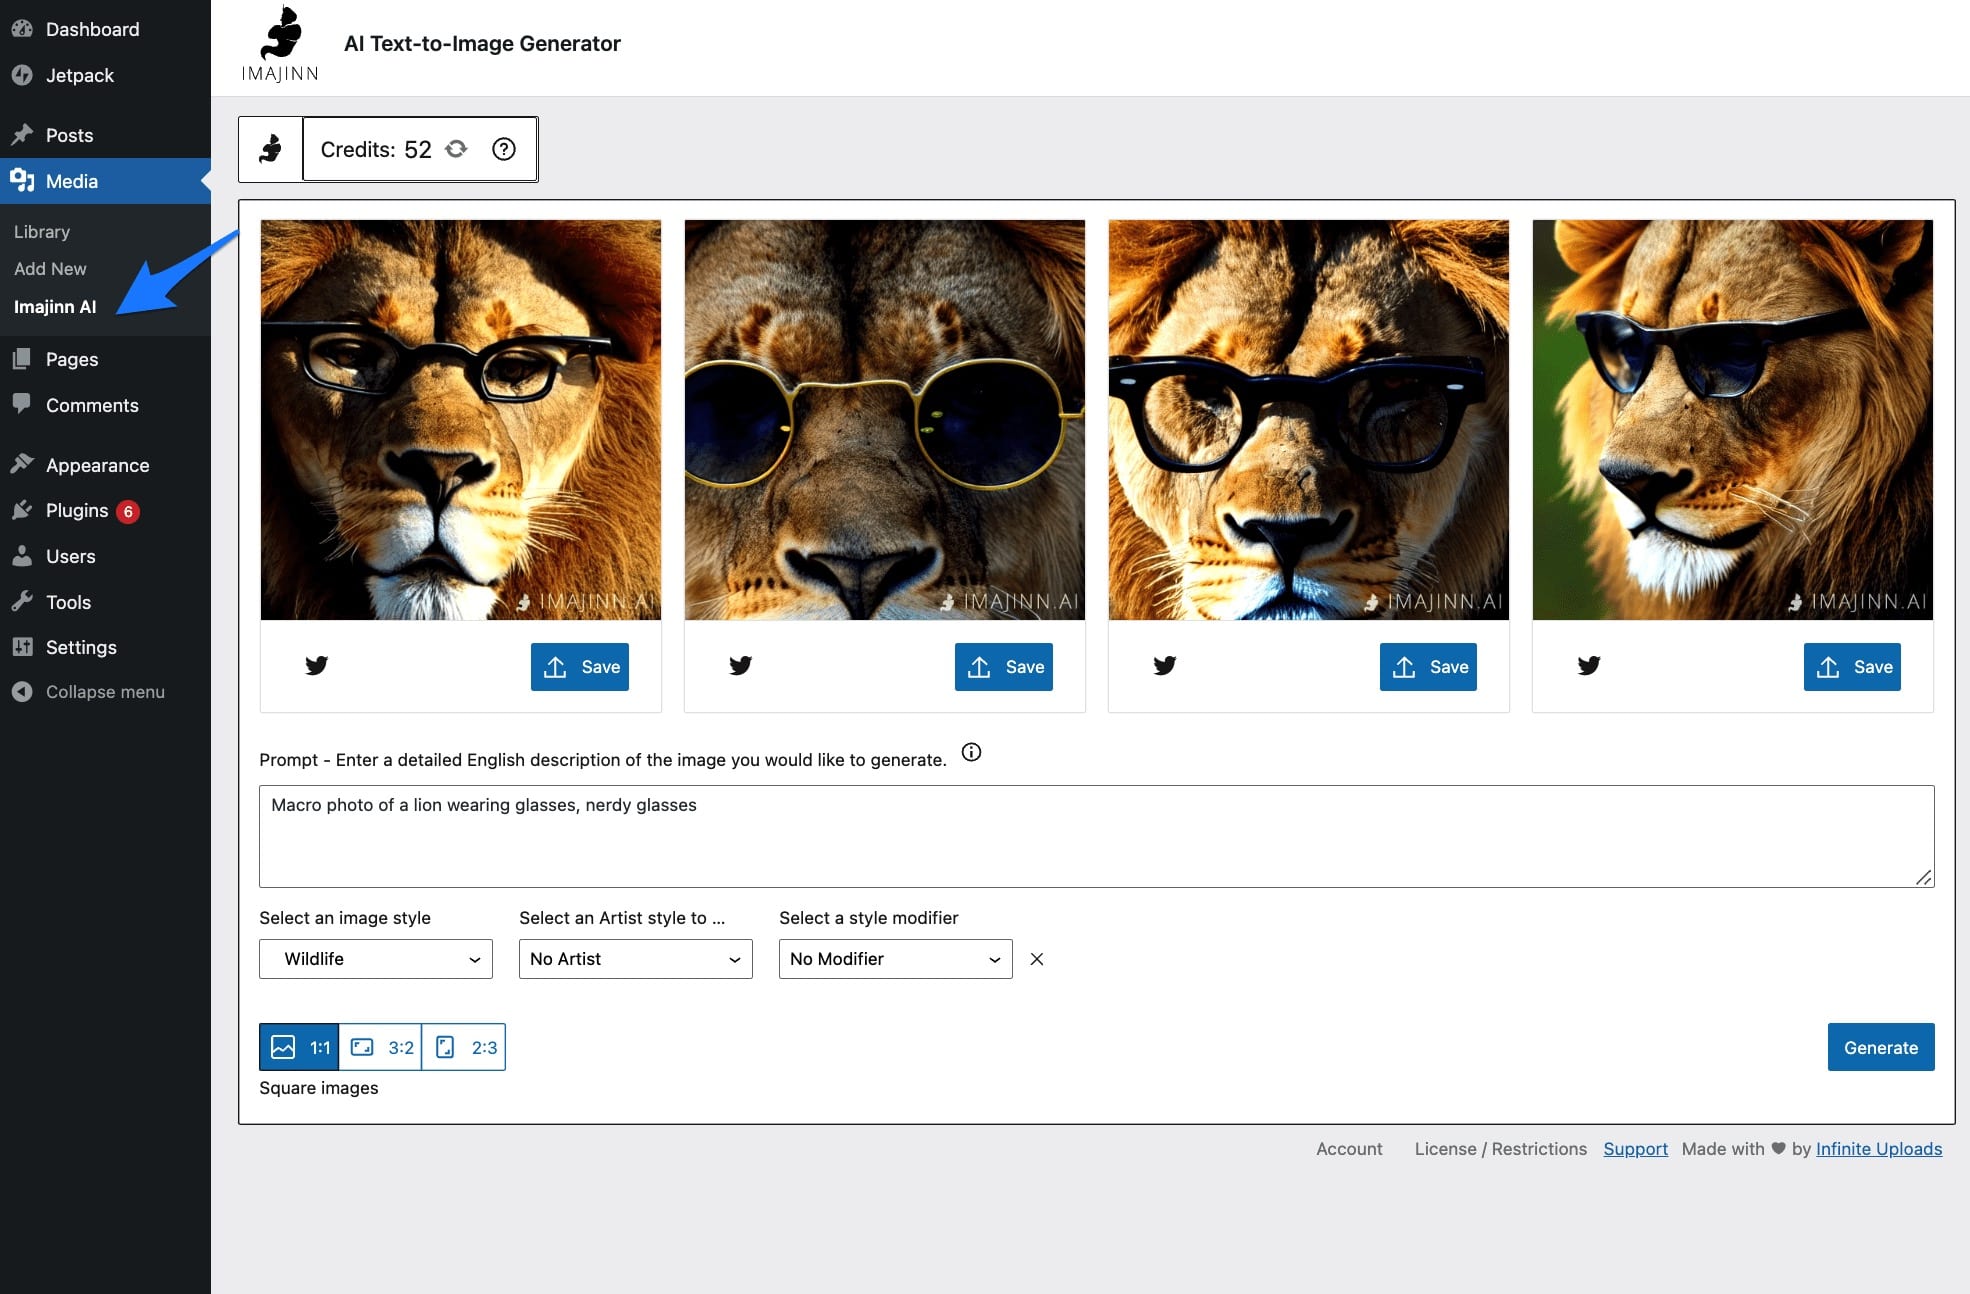 Dashboard
Jetpack
Posts
Media
Library
Add New
Imajinn AI
Pages
Comments
Appearance
Plugins 6
Users
Tools
Settings
Collapse menu
IMAJINN
AI Text-to-Image Generator
Credits: 52
IMAJINN.AI
IMAJINN.AI
IMAJINN.AI
IMAJINN.AI
Save
Save
Save
Save
Prompt - Enter a detailed English description of the image you would like to generate.
Macro photo of a lion wearing glasses, nerdy glasses
Select an image style
Select an Artist style to ...
Select a style modifier
Wildlife
No Artist
No Modifier
1:1
3:2
2:3
Generate
Square images
Account
License / Restrictions
Support
Made with ♥ by Infinite Uploads